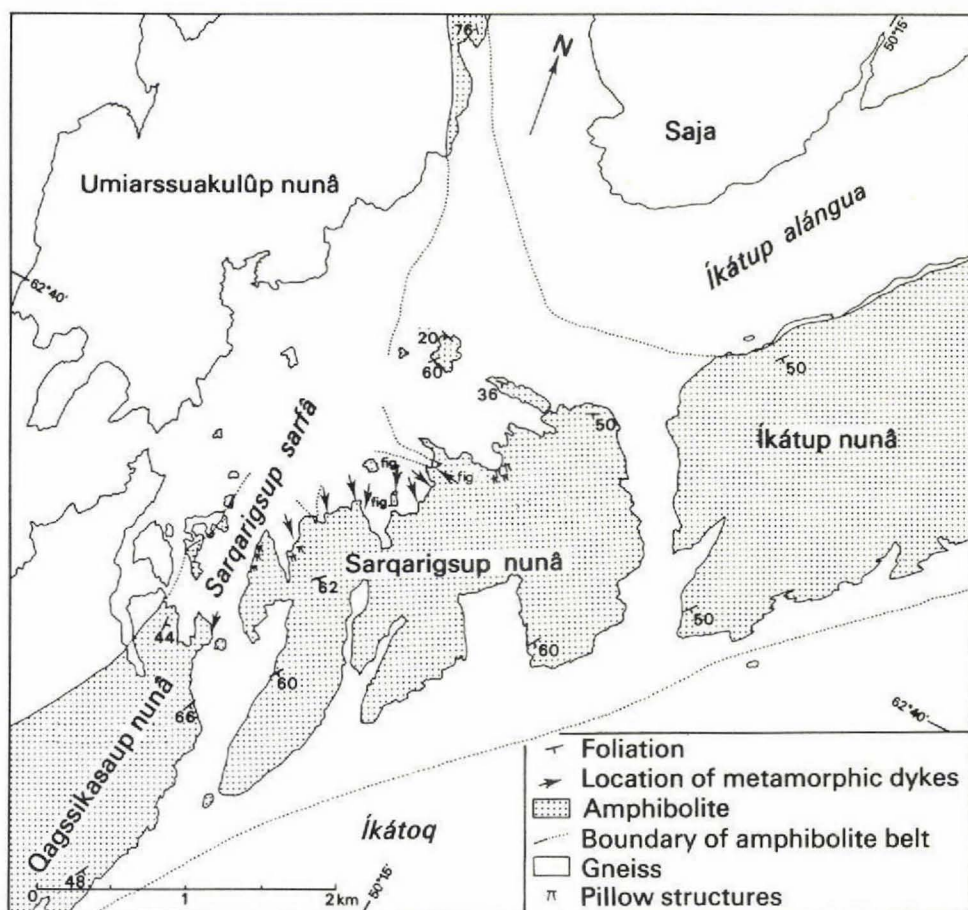 76
N
50°15'
Saja
Umiarssuakulûp nunâ
Íkátup alángua
62°40'
20
60
50
36
50
Íkátup nunâ
Sarqarigsup sarfâ
fig
fig
fig
Sarqarigsup nunâ
62
44
50
60
60
66
62°40'
Qagssikasaup nunâ
Foliation
Location of metamorphic dykes
Amphibolite
Boundary of amphibolite belt
Gneiss
π Pillow structures
Íkátoq
48
0 1 2 km
50°15'